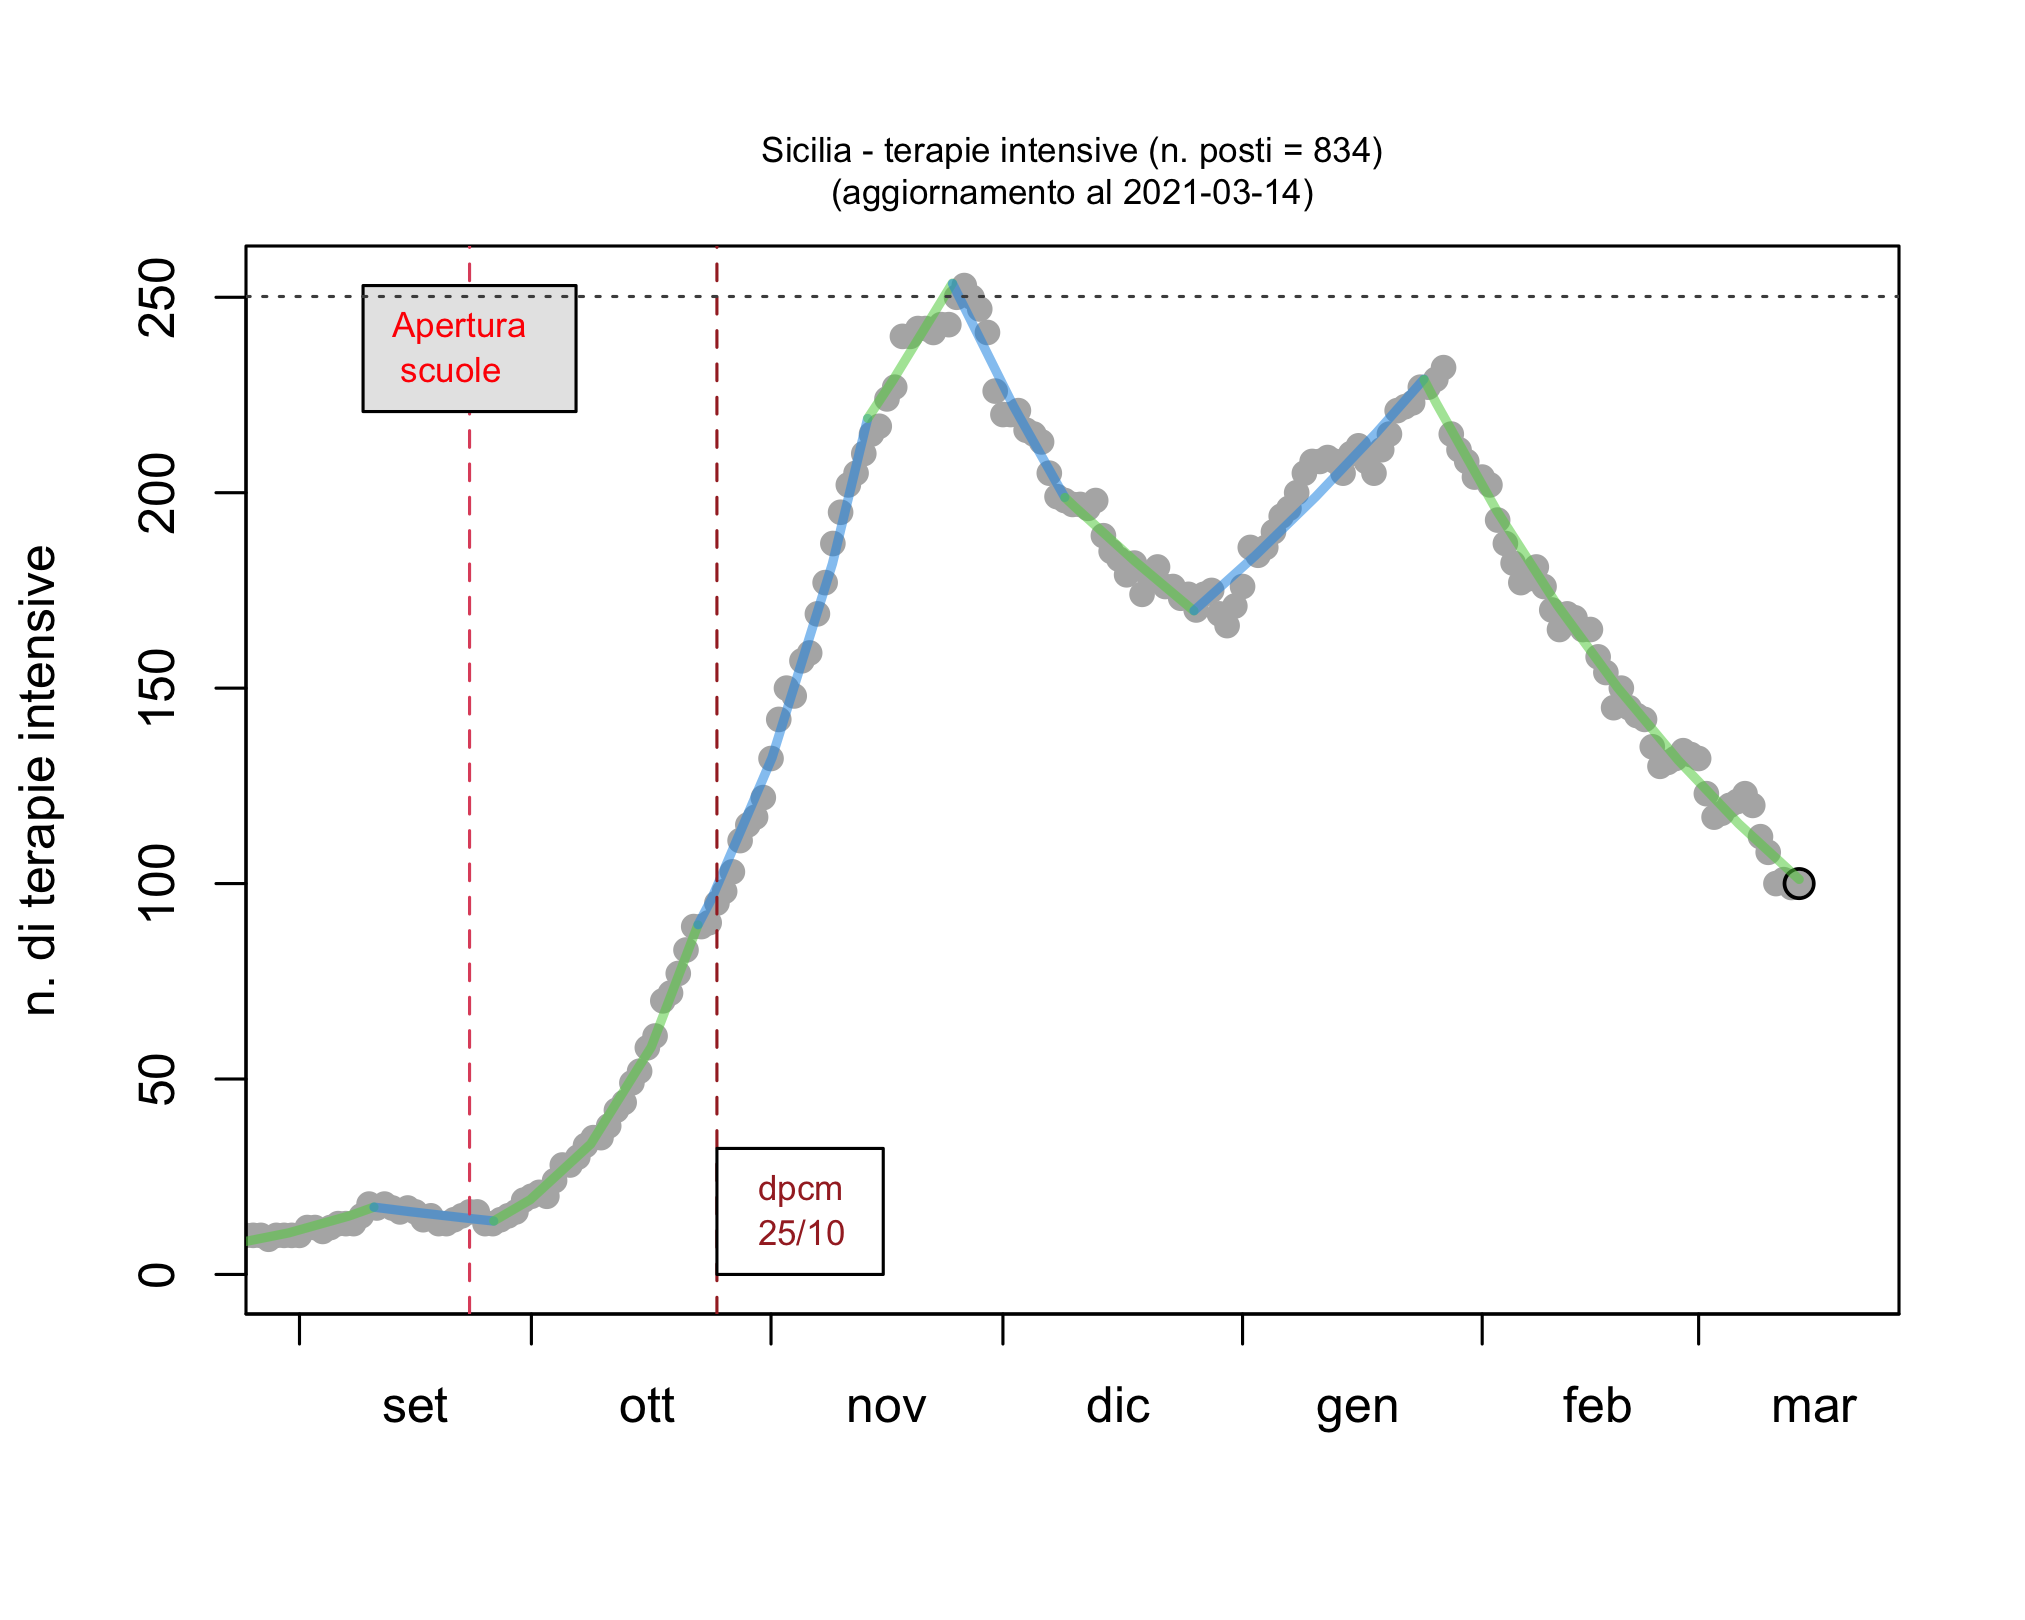 Sicilia - terapie intensive (n. posti = 834)
(aggiornamento al 2021-03-14)
n. di terapie intensive
250
200
150
100
50
0
Apertura
scuole
dpcm
25/10
set ott nov dic gen feb mar